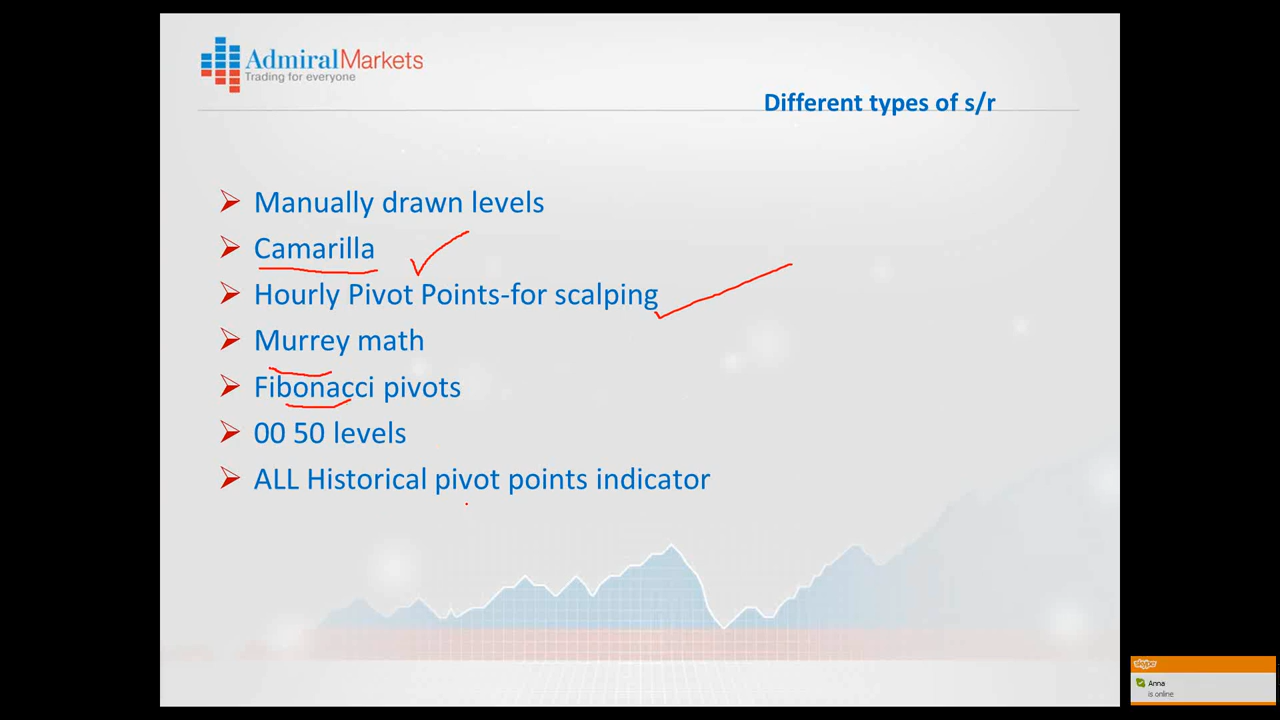 AdmiralMarkets
Trading for everyone
Different types of s/r
Manually drawn levels
Camarilla
Hourly Pivot Points-for scalping
Murrey math
Fibonacci pivots
00 50 levels
ALL Historical pivot points indicator
skype
Anna
is online